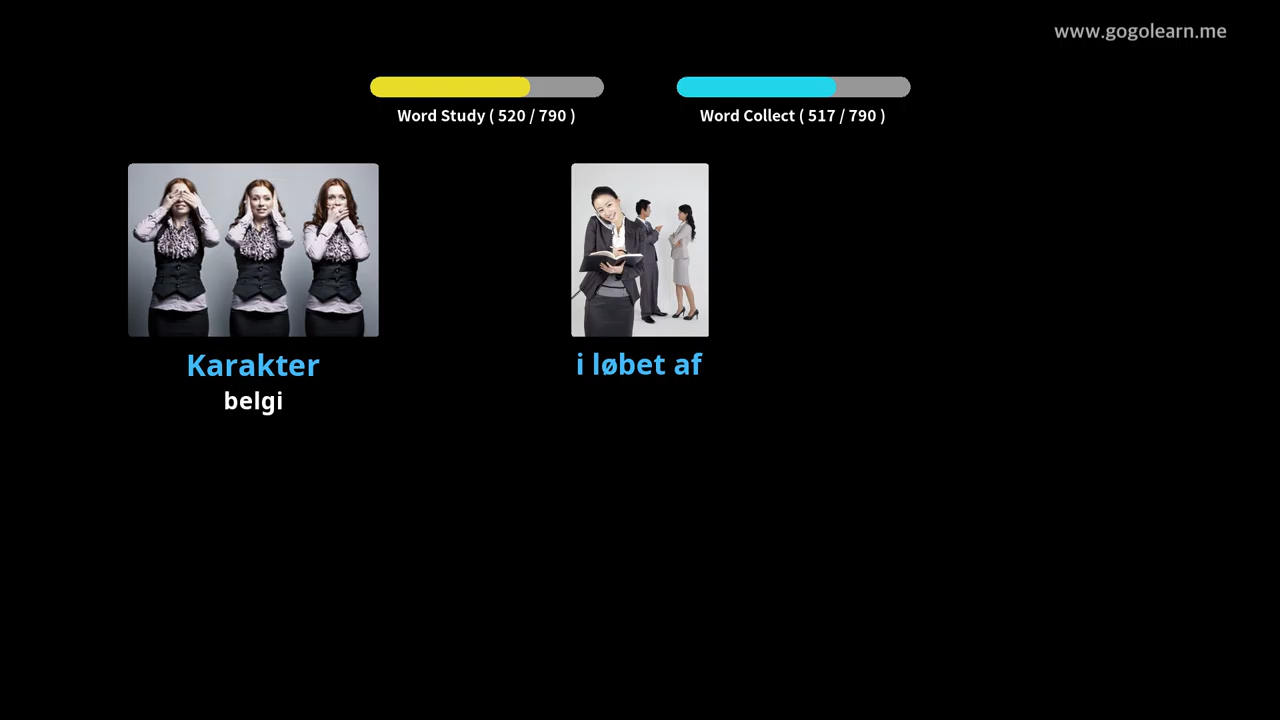 www.gogolearn.me
Word Study ( 520 / 790 )
Word Collect ( 517 / 790 )
Karakter
belgi
i løbet af